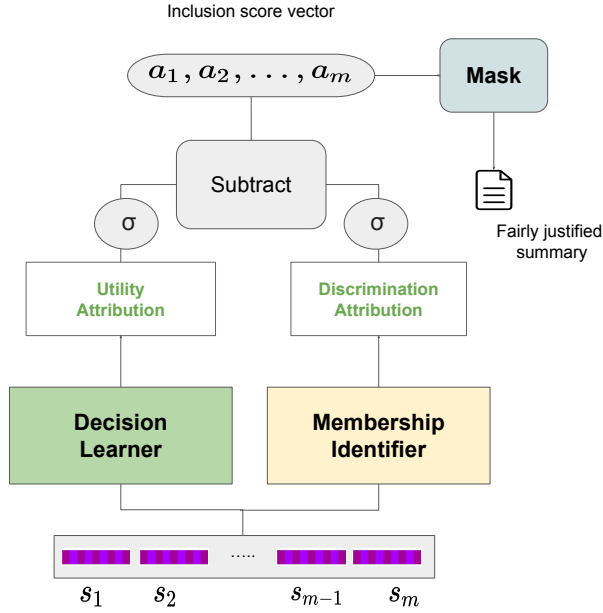 Inclusion score vector
a₁, a₂, . . . , aₘ
Mask
Subtract
Fairly justified
summary
σ
σ
Utility
Attribution
Discrimination
Attribution
Decision
Learner
Membership
Identifier
.....
s₁ s₂ sₘ₋₁ sₘ